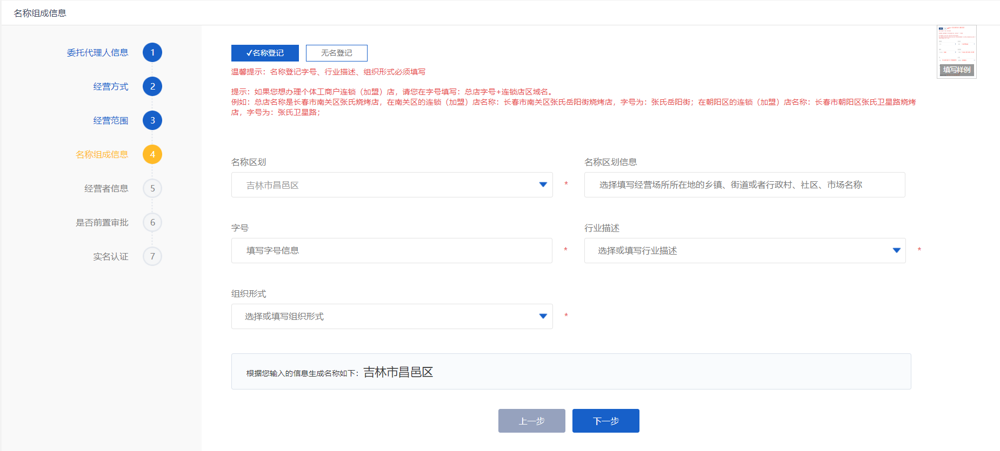 名称组成信息
委托代理人信息 1
经营方式 2
经营范围 3
名称组成信息 4
经营者信息 5
是否前置审批 6
实名认证 7
✓名称登记 无名登记
温馨提示：名称登记字号、行业描述、组织形式必须填写
提示：如果您想办理个体工商户连锁（加盟）店，请您在字号填写：总店字号+连锁店区域名。
例如：总店名称是长春市南关区张氏烧烤店，在南关区的连锁（加盟）店名称：长春市南关区张氏岳阳街烧烤店，字号为：张氏岳阳街；在朝阳区的连锁（加盟）店名称：长春市朝阳区张氏卫星路烧烤
店，字号为：张氏卫星路；
填写样例
名称区划 名称区划信息
吉林市昌邑区 * 选择填写经营场所所在地的乡镇、街道或者行政村、社区、市场名称
字号 行业描述
填写字号信息 * 选择或填写行业描述 *
组织形式
选择或填写组织形式 *
根据您输入的信息生成名称如下：吉林市昌邑区
上一步 下一步